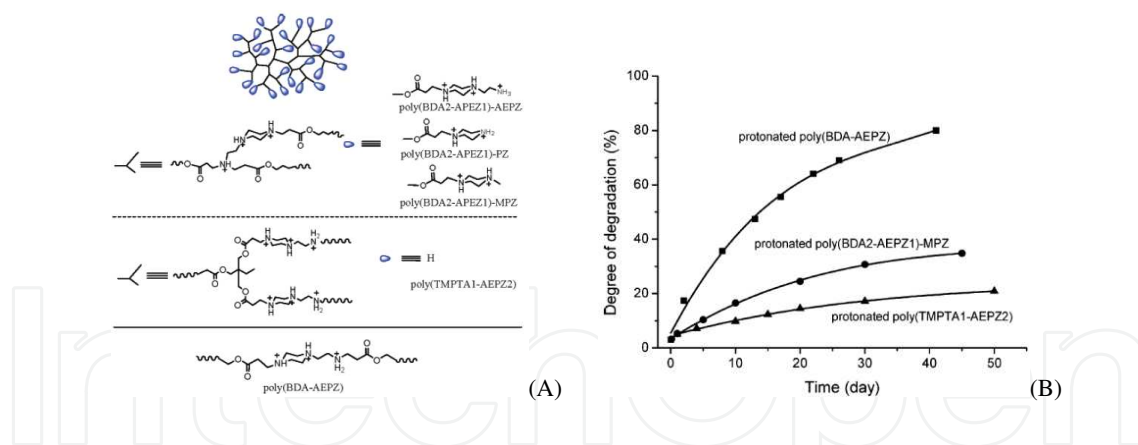 poly(BDA2-APEZ1)-AEPZ
poly(BDA2-APEZ1)-PZ
poly(BDA2-APEZ1)-MPZ
H
poly(TMPTA1-AEPZ2)
poly(BDA-AEPZ)
(A)
Degree of degradation (%)
100
80
60
40
20
0
protonated poly(BDA-AEPZ)
protonated poly(BDA2-AEPZ1)-MPZ
protonated poly(TMPTA1-AEPZ2)
0 10 20 30 40 50
Time (day)
(B)
Intechopen